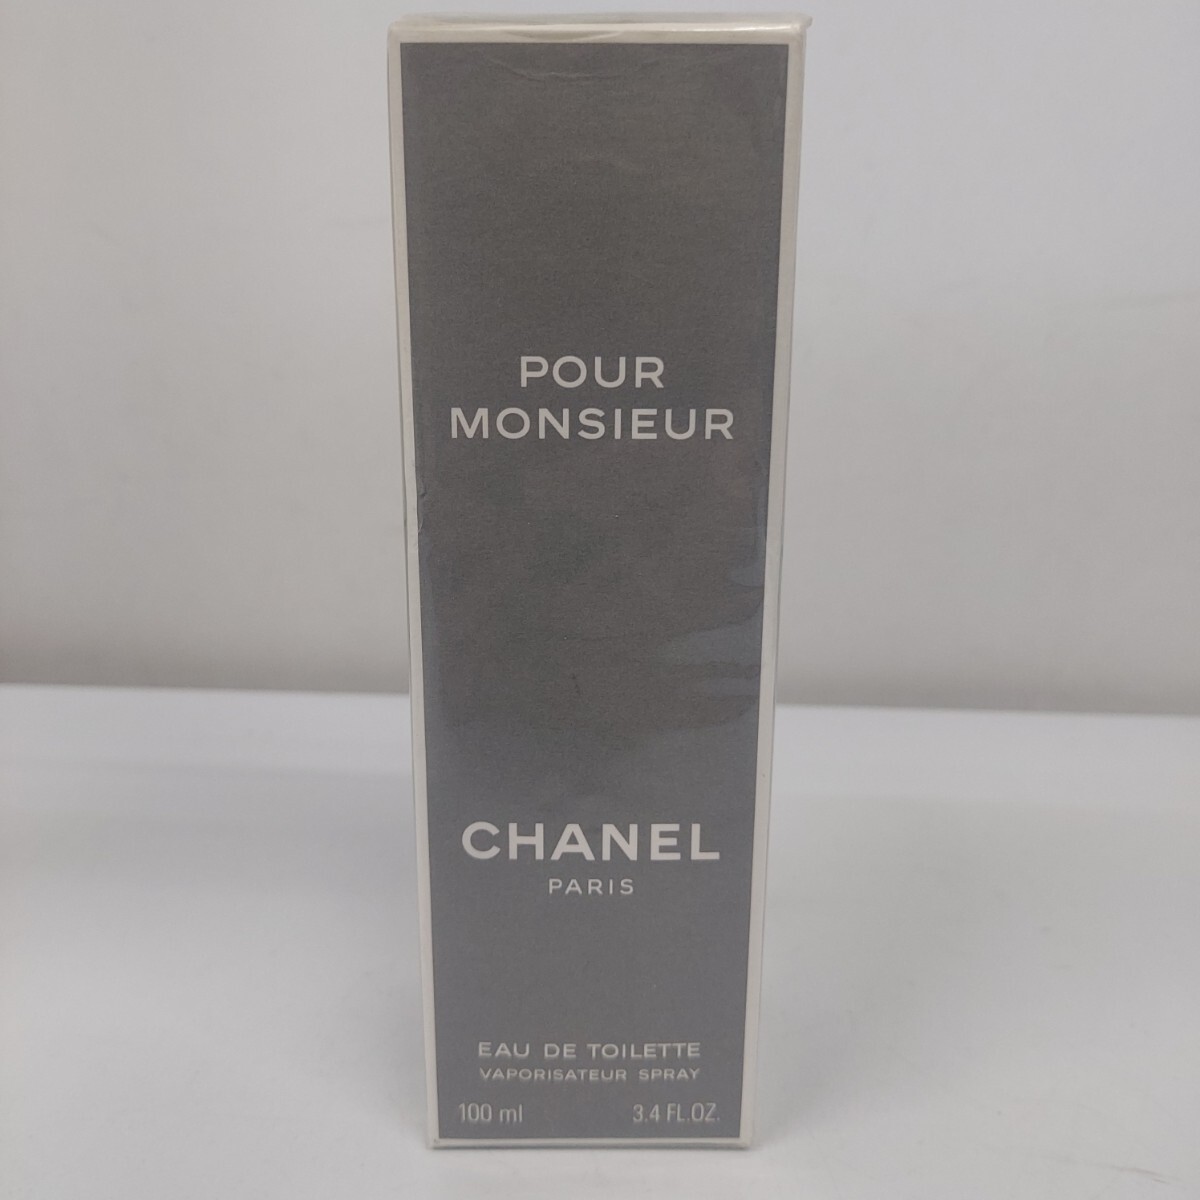 POUR
MONSIEUR
CHANEL
PARIS
EAU DE TOILETTE
VAPORISATEUR SPRAY
100 ml 3.4 FL.OZ.